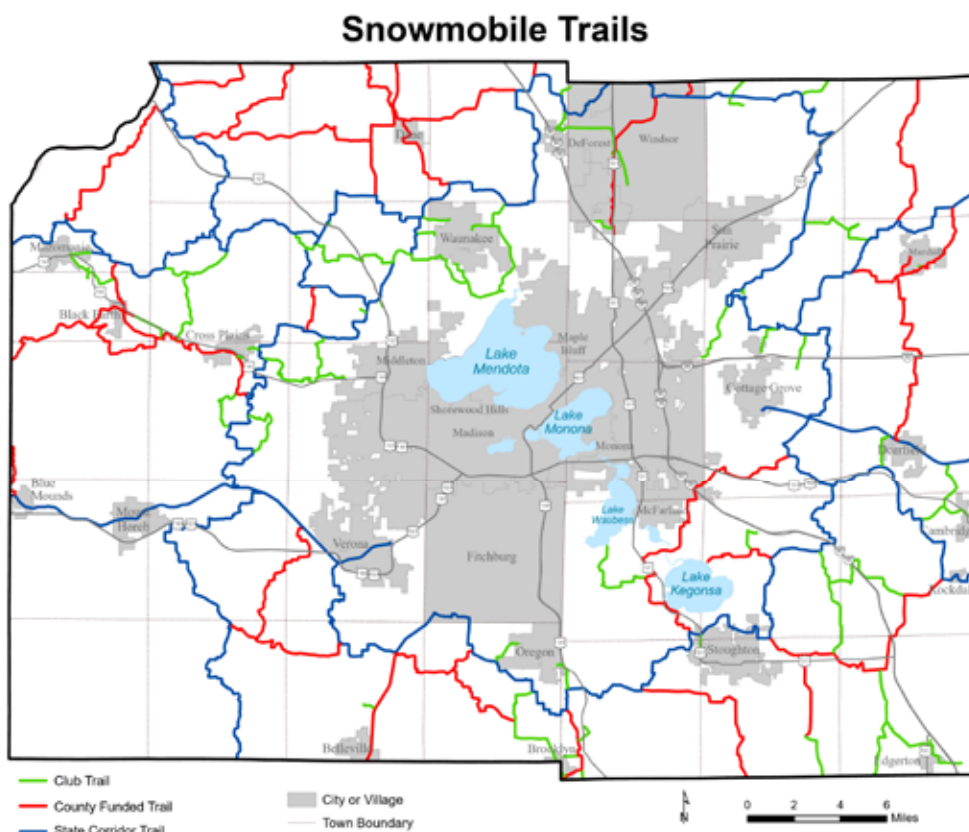 Snowmobile Trails
Dane
DeForest
Windsor
Waunakee
Sun
Prairie
Mazomanie
Marshall
Black Earth
Cross Plains
Maple
Bluff
Middleton
Lake
Mendota
Cottage Grove
Shorewood Hills
Lake
Monona
Madison
Monona
Deerfield
Blue
Mounds
Mount
Horeb
Lake
Waubesa
McFarland
Cambridg
Verona
Fitchburg
Lake
Kegonsa
Rockdal
Oregon
Stoughton
Belleville
Brooklyn
Edgerton
Club Trail
County Funded Trail
State Corridor Trail
City or Village
Town Boundary
N
0 2 4 6
Miles